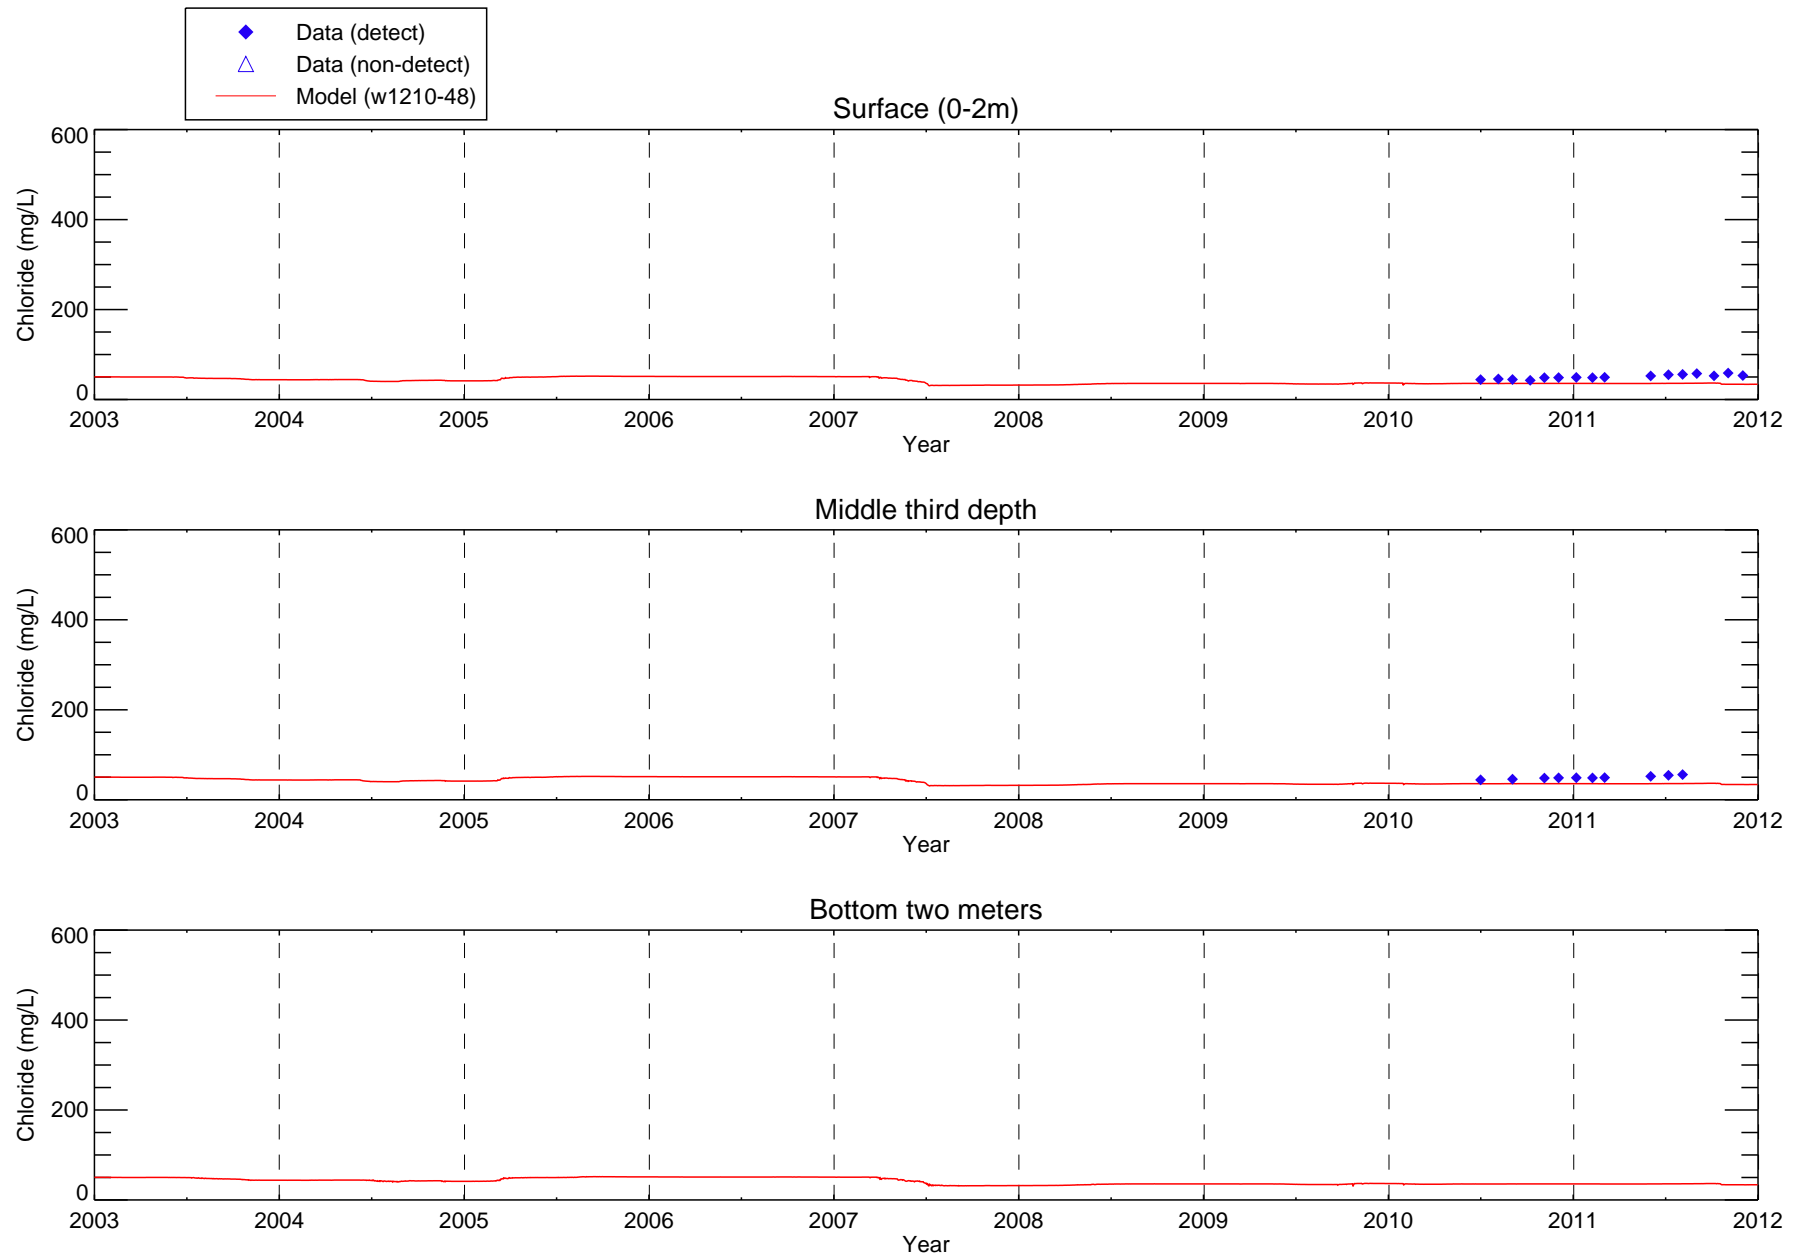 Data (detect)
Data (non-detect)
Model (w1210-48)
Surface (0-2m)
Chloride (mg/L)
600
400
200
0
2003 2004 2005 2006 2007 2008 2009 2010 2011 2012
Year
Middle third depth
Chloride (mg/L)
600
400
200
0
2003 2004 2005 2006 2007 2008 2009 2010 2011 2012
Year
Bottom two meters
Chloride (mg/L)
600
400
200
0
2003 2004 2005 2006 2007 2008 2009 2010 2011 2012
Year